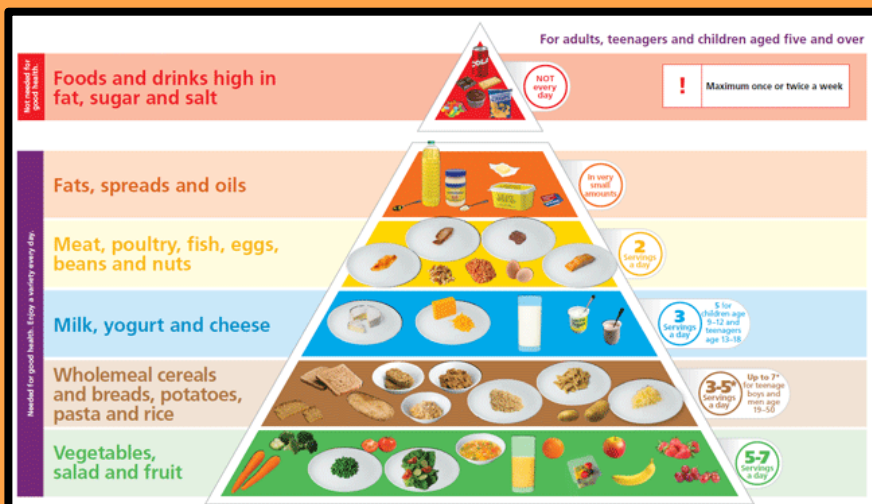 For adults, teenagers and children aged five and over
Not needed for
good health.
Foods and drinks high in
fat, sugar and salt
NOT
every
day
!
Maximum once or twice a week
Needed for good health. Enjoy a variety every day.
Fats, spreads and oils
In very
small
amounts
Meat, poultry, fish, eggs,
beans and nuts
2
Servings
a day
Milk, yogurt and cheese
3
Servings
a day
5 for
children age
9–12 and
teenagers
age 13–18
Wholemeal cereals
and breads, potatoes,
pasta and rice
3-5*
Servings
a day
Up to 7*
for teenage
boys and
men age
19–50
Vegetables,
salad and fruit
5-7
Servings
a day